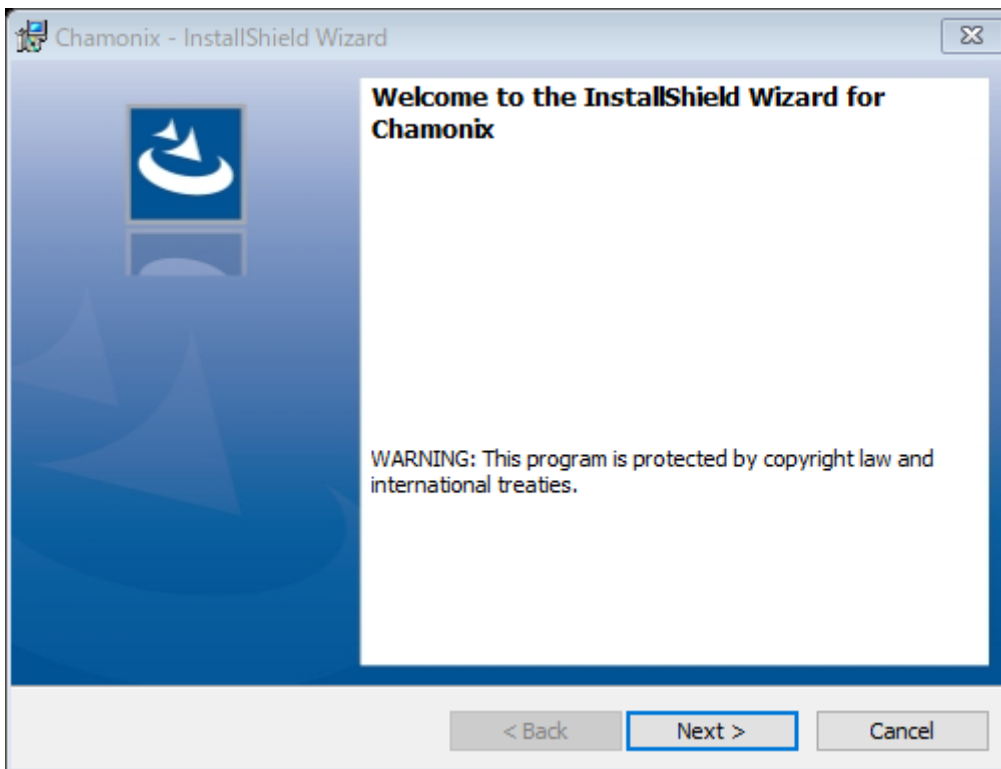 Chamonix - InstallShield Wizard
Welcome to the InstallShield Wizard for
Chamonix
WARNING: This program is protected by copyright law and
international treaties.
< Back Next > Cancel